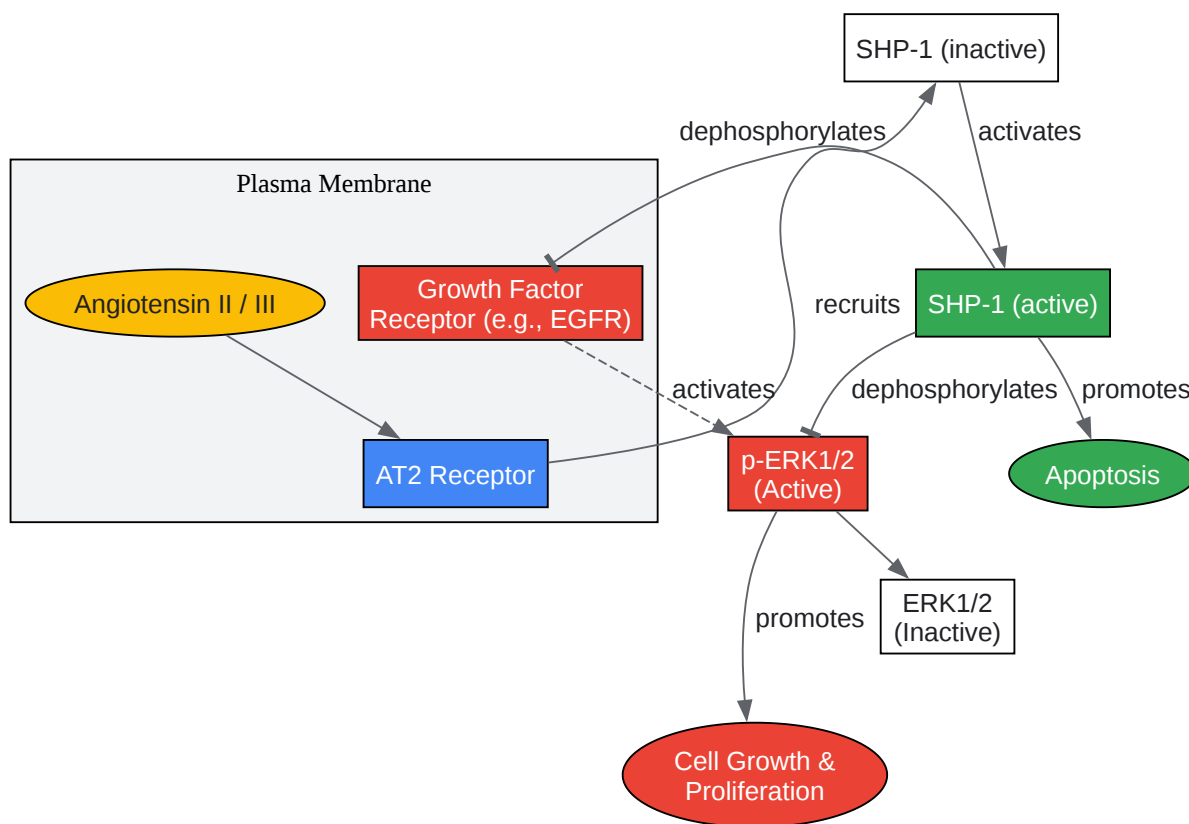 SHP-1 (inactive)
dephosphorylates
activates
Plasma Membrane
Angiotensin II / III
Growth Factor
Receptor (e.g., EGFR)
recruits
SHP-1 (active)
activates
dephosphorylates
promotes
AT2 Receptor
p-ERK1/2
(Active)
Apoptosis
promotes
ERK1/2
(Inactive)
Cell Growth &
Proliferation